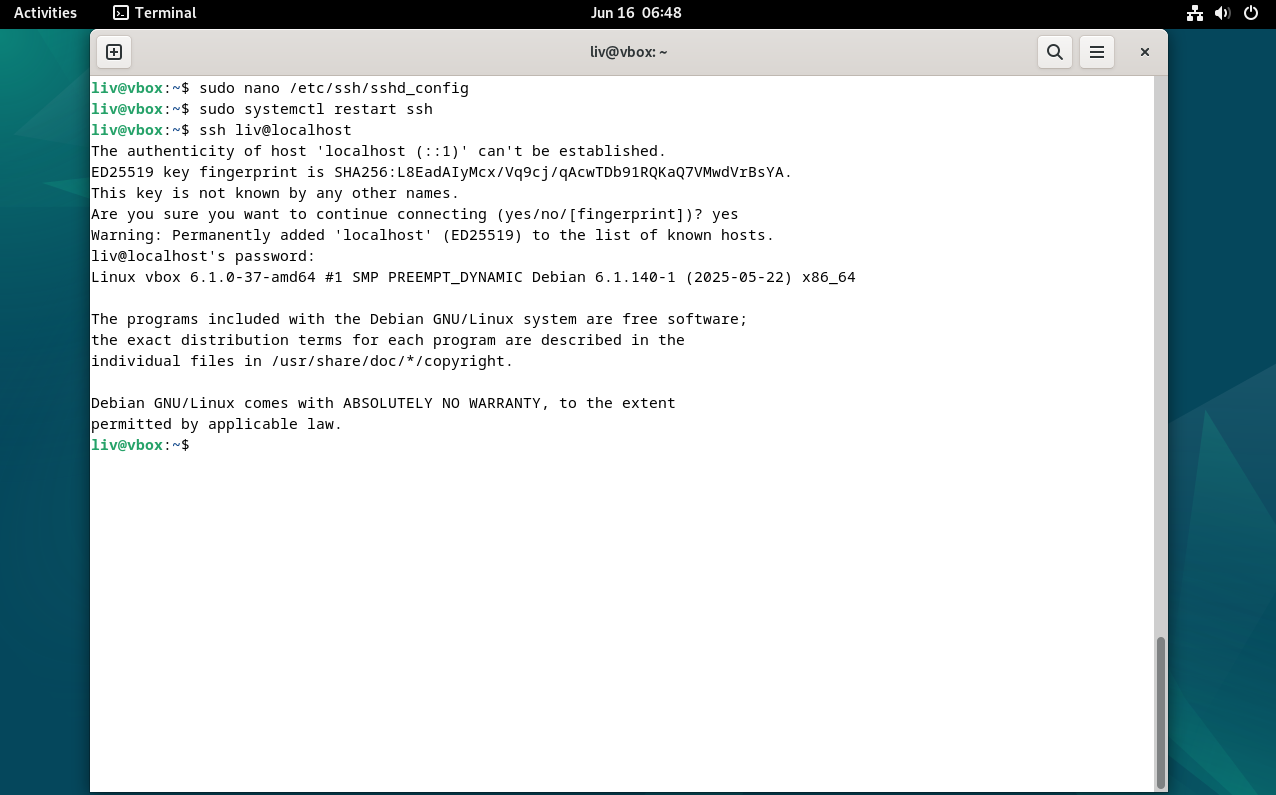 Activities Terminal Jun 16 06:48
liv@vbox: ~
liv@vbox:~$ sudo nano /etc/ssh/sshd_config
liv@vbox:~$ sudo systemctl restart ssh
liv@vbox:~$ ssh liv@localhost
The authenticity of host 'localhost (::1)' can't be established.
ED25519 key fingerprint is SHA256:L8EadAIyMcx/Vq9cj/qAcwTDb91RQKaQ7VMwdVrBsYA.
This key is not known by any other names.
Are you sure you want to continue connecting (yes/no/[fingerprint])? yes
Warning: Permanently added 'localhost' (ED25519) to the list of known hosts.
liv@localhost's password:
Linux vbox 6.1.0-37-amd64 #1 SMP PREEMPT_DYNAMIC Debian 6.1.140-1 (2025-05-22) x86_64

The programs included with the Debian GNU/Linux system are free software;
the exact distribution terms for each program are described in the
individual files in /usr/share/doc/*/copyright.

Debian GNU/Linux comes with ABSOLUTELY NO WARRANTY, to the extent
permitted by applicable law.
liv@vbox:~$